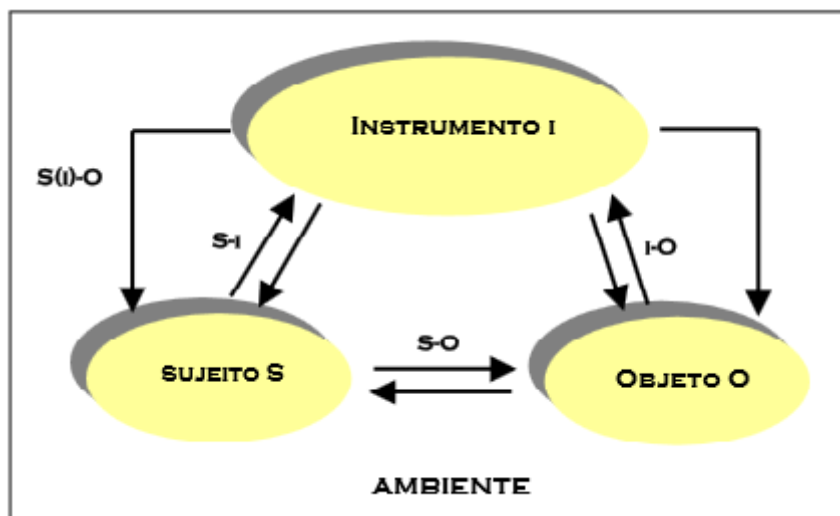 INSTRUMENTO I
S(I)-O
S-I
I-O
S-O
SUJEITO S
OBJETO O
AMBIENTE